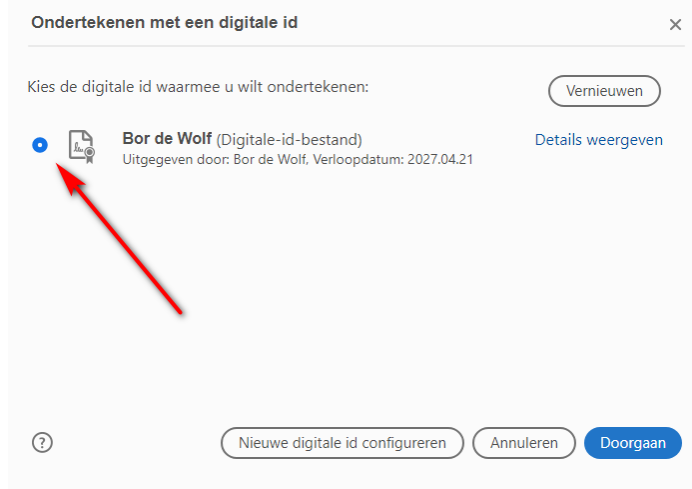 Ondertekenen met een digitale id
Kies de digitale id waarmee u wilt ondertekenen:
Vernieuwen
Bor de Wolf (Digitale-id-bestand)
Details weergeven
Uitgegeven door: Bor de Wolf, Verloopdatum: 2027.04.21
?
Nieuwe digitale id configureren
Annuleren
Doorgaan